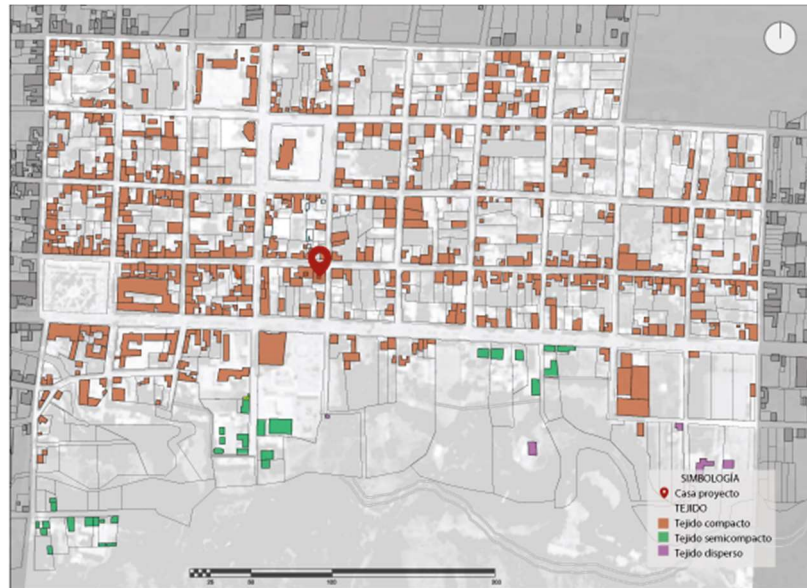 SIMBOLOGÍA
Casa proyecto
TEJIDO
Tejido compacto
Tejido semicompacto
Tejido disperso
25 50 100 200